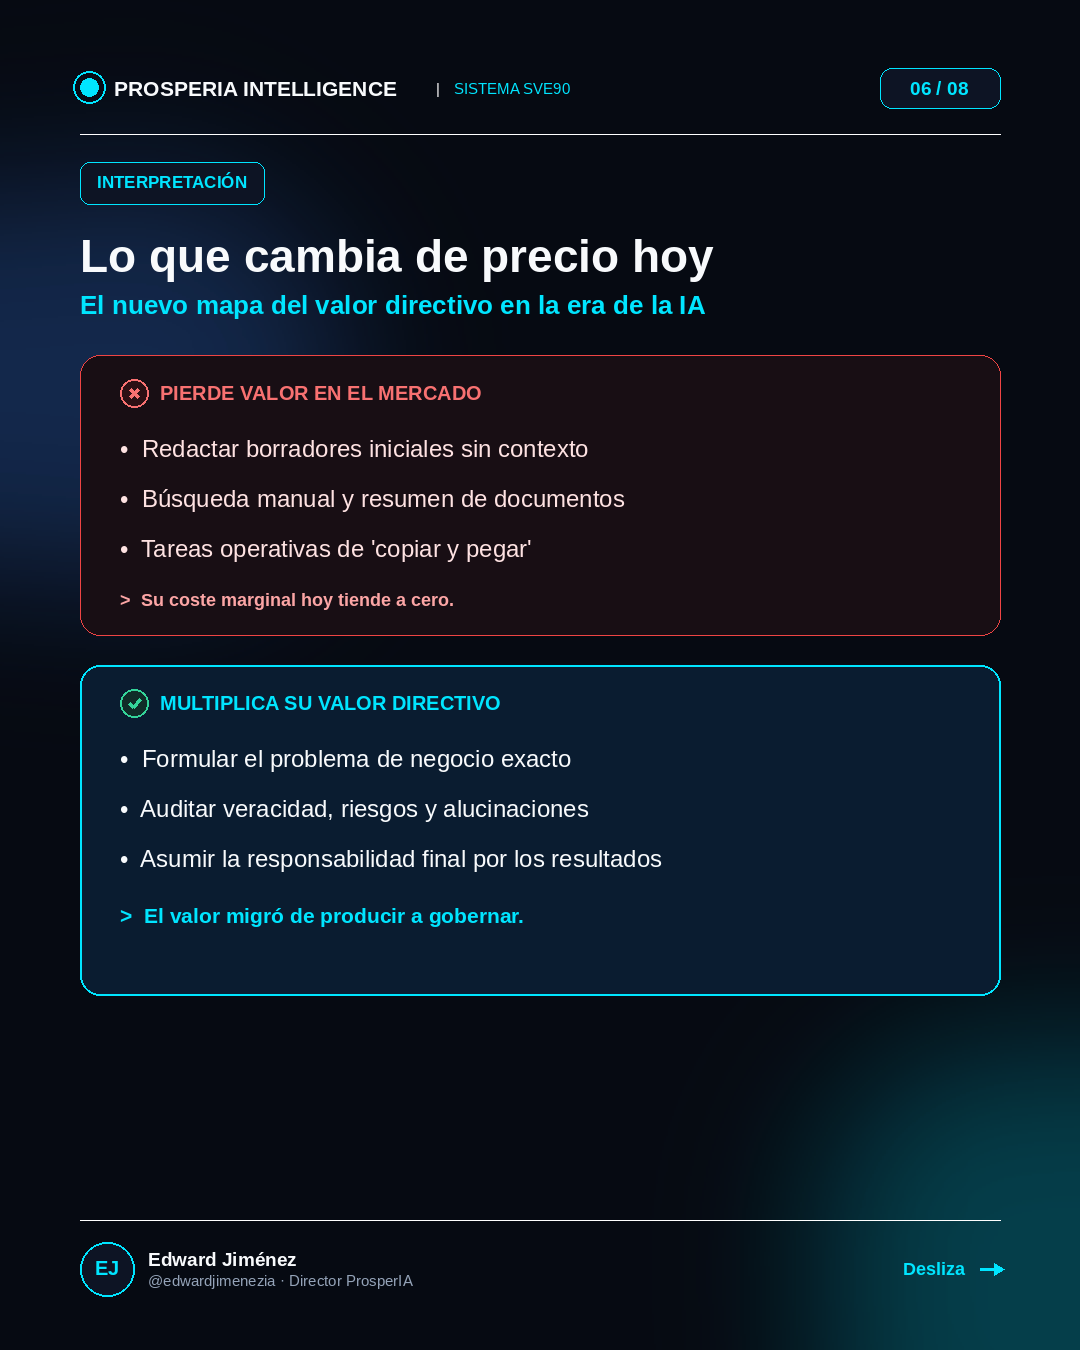 PROSPERIA INTELLIGENCE | SISTEMA SVE90
06 / 08
INTERPRETACIÓN
Lo que cambia de precio hoy
El nuevo mapa del valor directivo en la era de la IA
PIERDE VALOR EN EL MERCADO
• Redactar borradores iniciales sin contexto
• Búsqueda manual y resumen de documentos
• Tareas operativas de 'copiar y pegar'
> Su coste marginal hoy tiende a cero.
MULTIPLICA SU VALOR DIRECTIVO
• Formular el problema de negocio exacto
• Auditar veracidad, riesgos y alucinaciones
• Asumir la responsabilidad final por los resultados
> El valor migró de producir a gobernar.
EJ
Edward Jiménez
@edwardjimenezia · Director ProsperIA
Desliza